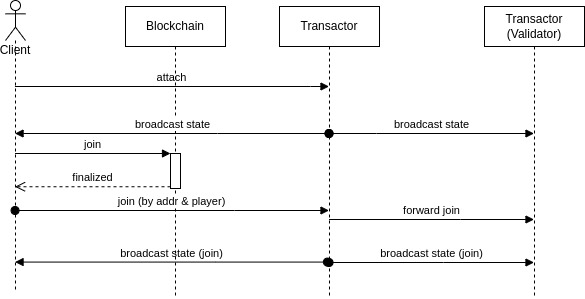 Client
Blockchain
Transactor
Transactor
(Validator)
attach
broadcast state
broadcast state
join
finalized
join (by addr & player)
forward join
broadcast state (join)
broadcast state (join)